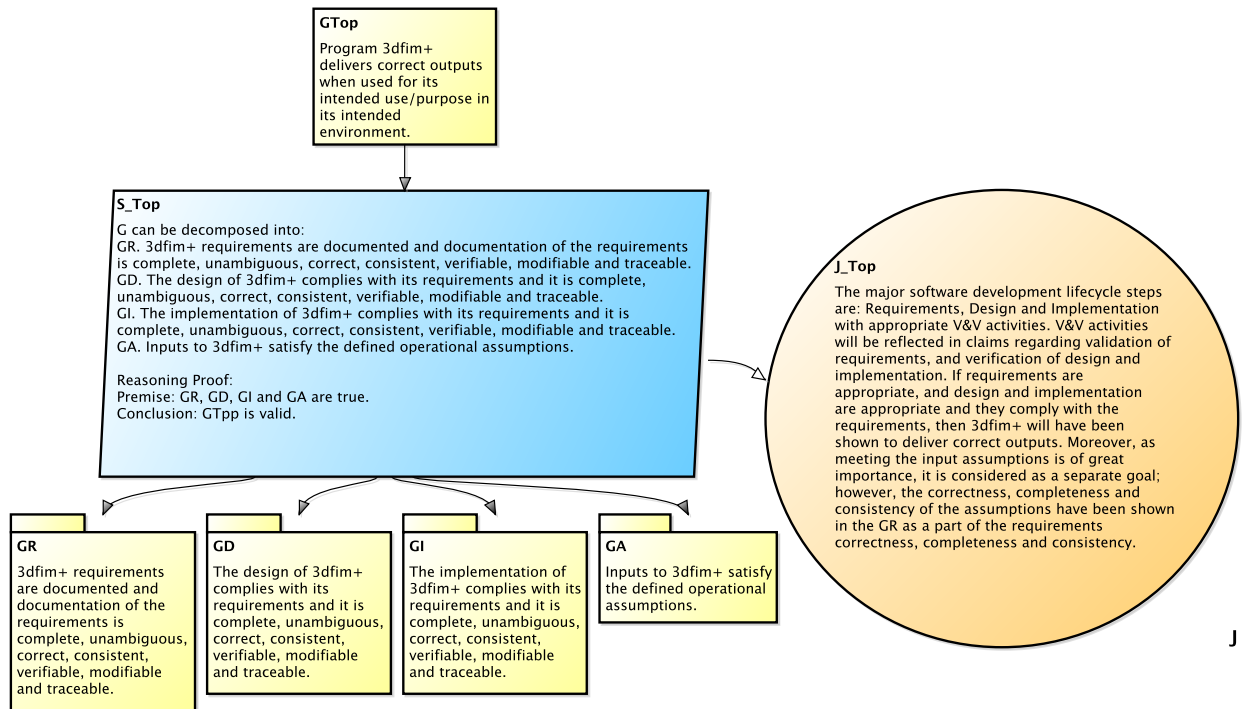 GTop
Program 3dfim+
delivers correct outputs
when used for its
intended use/purpose in
its intended
environment.
S_Top
G can be decomposed into:
GR. 3dfim+ requirements are documented and documentation of the requirements
is complete, unambiguous, correct, consistent, verifiable, modifiable and traceable.
GD. The design of 3dfim+ complies with its requirements and it is complete,
unambiguous, correct, consistent, verifiable, modifiable and traceable.
GI. The implementation of 3dfim+ complies with its requirements and it is
complete, unambiguous, correct, consistent, verifiable, modifiable and traceable.
GA. Inputs to 3dfim+ satisfy the defined operational assumptions.
Reasoning Proof:
Premise: GR, GD, GI and GA are true.
Conclusion: GTpp is valid.
J_Top
The major software development lifecycle steps
are: Requirements, Design and Implementation
with appropriate V&V activities. V&V activities
will be reflected in claims regarding validation of
requirements, and verification of design and
implementation. If requirements are
appropriate, and design and implementation
are appropriate and they comply with the
requirements, then 3dfim+ will have been
shown to deliver correct outputs. Moreover, as
meeting the input assumptions is of great
importance, it is considered as a separate goal;
however, the correctness, completeness and
consistency of the assumptions have been shown
in the GR as a part of the requirements
correctness, completeness and consistency.
J
GR
3dfim+ requirements
are documented and
documentation of the
requirements is
complete, unambiguous,
correct, consistent,
verifiable, modifiable
and traceable.
GD
The design of 3dfim+
complies with its
requirements and it is
complete, unambiguous,
correct, consistent,
verifiable, modifiable
and traceable.
GI
The implementation of
3dfim+ complies with its
requirements and it is
complete, unambiguous,
correct, consistent,
verifiable, modifiable
and traceable.
GA
Inputs to 3dfim+ satisfy
the defined operational
assumptions.